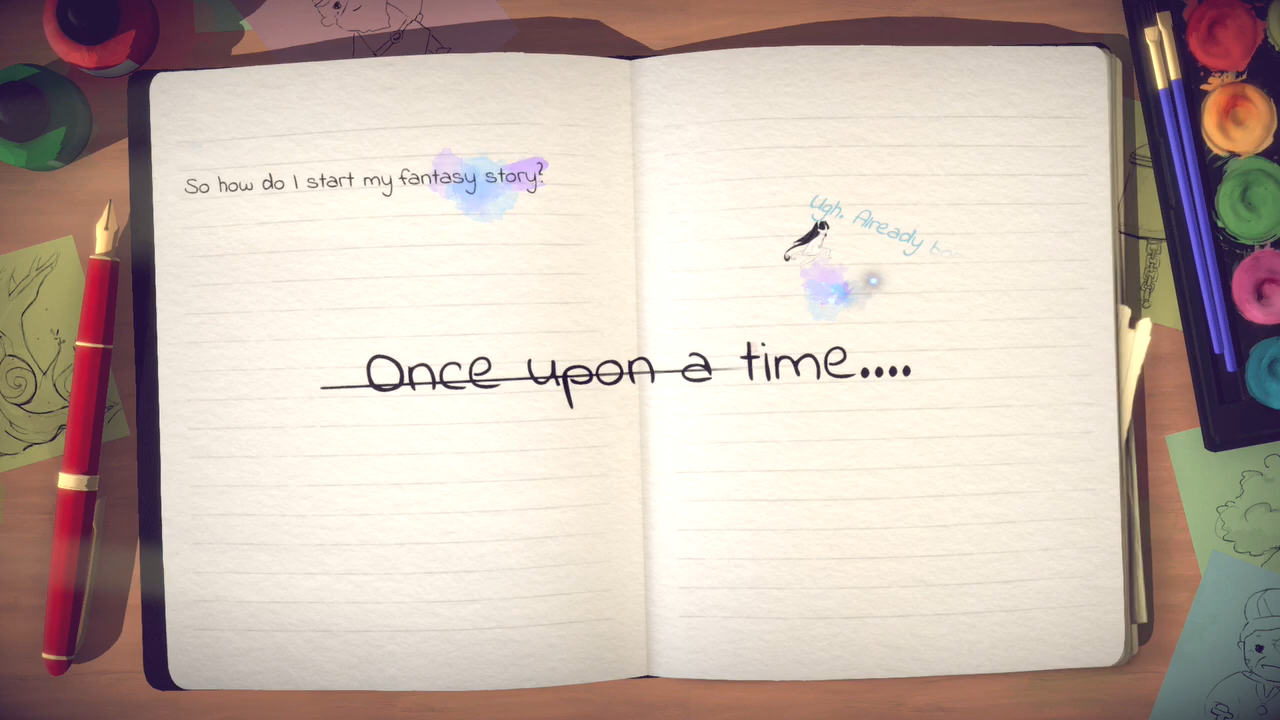 So how do I start my fantasy story?
Ugh. Already
Once upon a time....